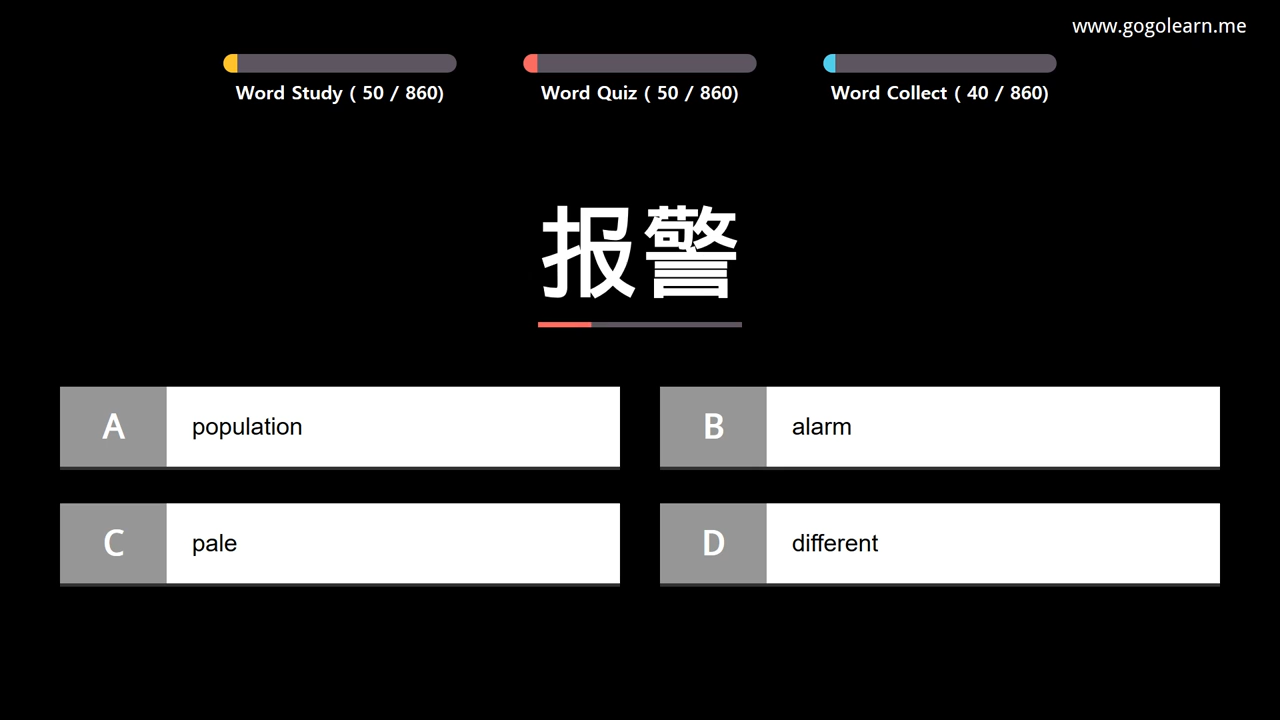 www.gogolearn.me
Word Study ( 50 / 860)
Word Quiz ( 50 / 860)
Word Collect ( 40 / 860)
报警
A
population
B
alarm
C
pale
D
different